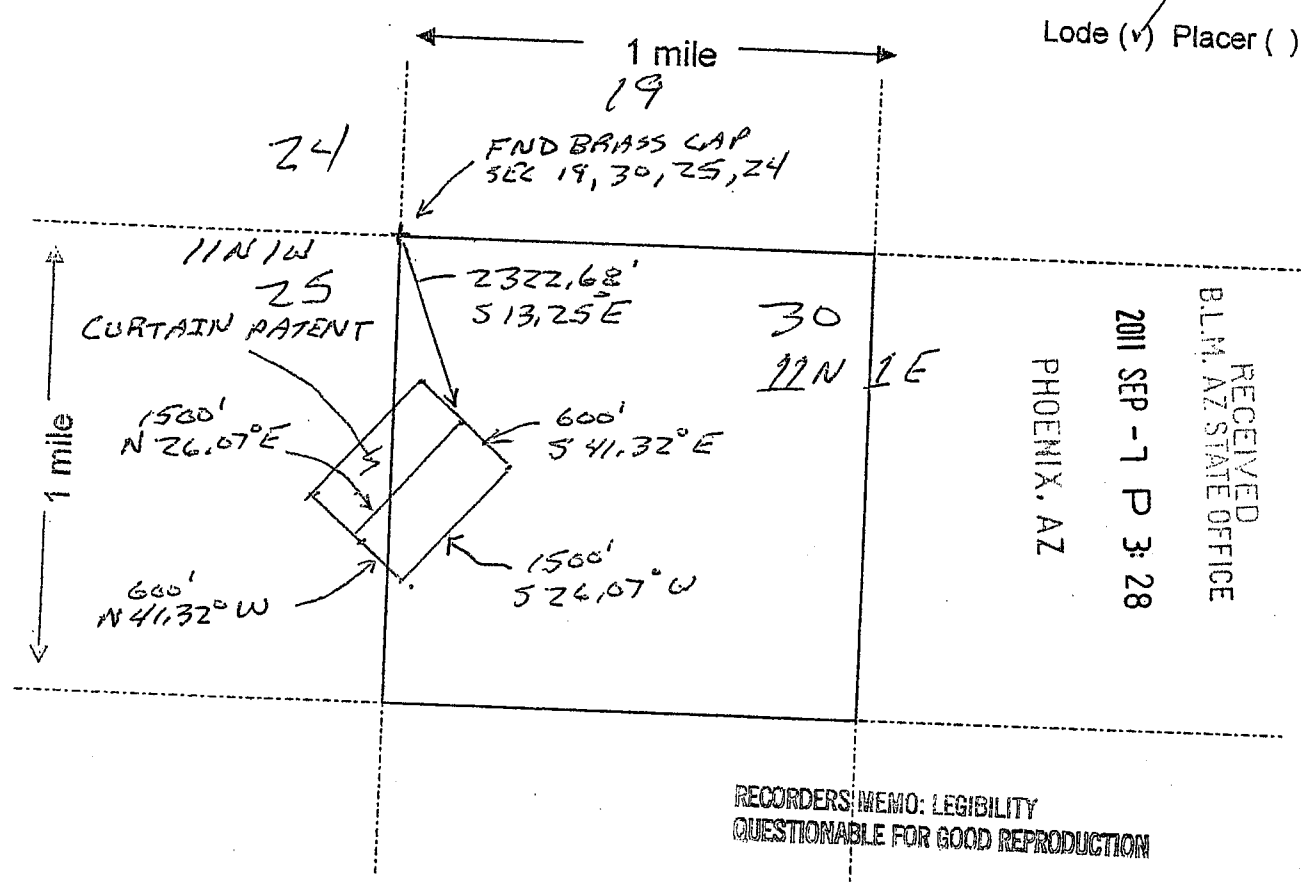 Lode (✓) Placer ( )
1 mile
19
24
FND BRASS CAP
SEC 19, 30, 25, 24
11N 1W
25
CURTAIN PATENT
2322.68'
S 13.25°E
30
11N 1E
1 mile
1500'
N 26.07°E
600'
S 41.32° E
1500'
S 26.07° W
600'
N 41.32° W
RECEIVED
B.L.M. AZ STATE OFFICE
2011 SEP -7 P 3: 28
PHOENIX, AZ
RECORDERS MEMO: LEGIBILITY
QUESTIONABLE FOR GOOD REPRODUCTION